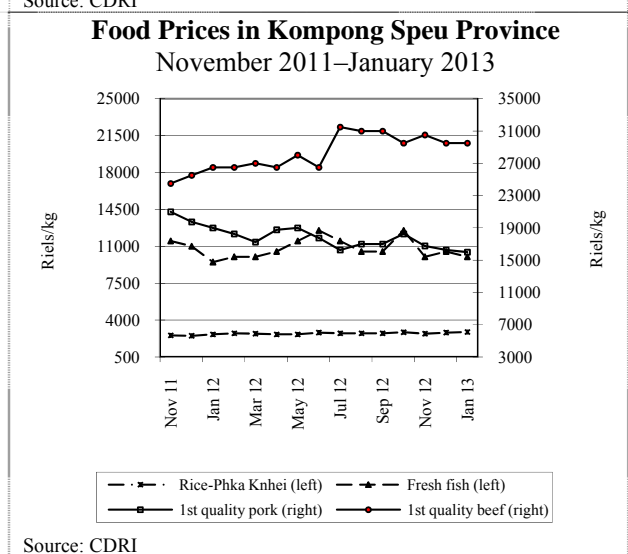 Source: CDRI
Food Prices in Kompong Speu Province
November 2011–January 2013
25000
21500
18000
14500
11000
7500
4000
500
Riels/kg
35000
31000
27000
23000
19000
15000
11000
7000
3000
Riels/kg
Nov 11
Jan 12
Mar 12
May 12
Jul 12
Sep 12
Nov 12
Jan 13
Rice-Phka Knhei (left)
Fresh fish (left)
1st quality pork (right)
1st quality beef (right)
Source: CDRI